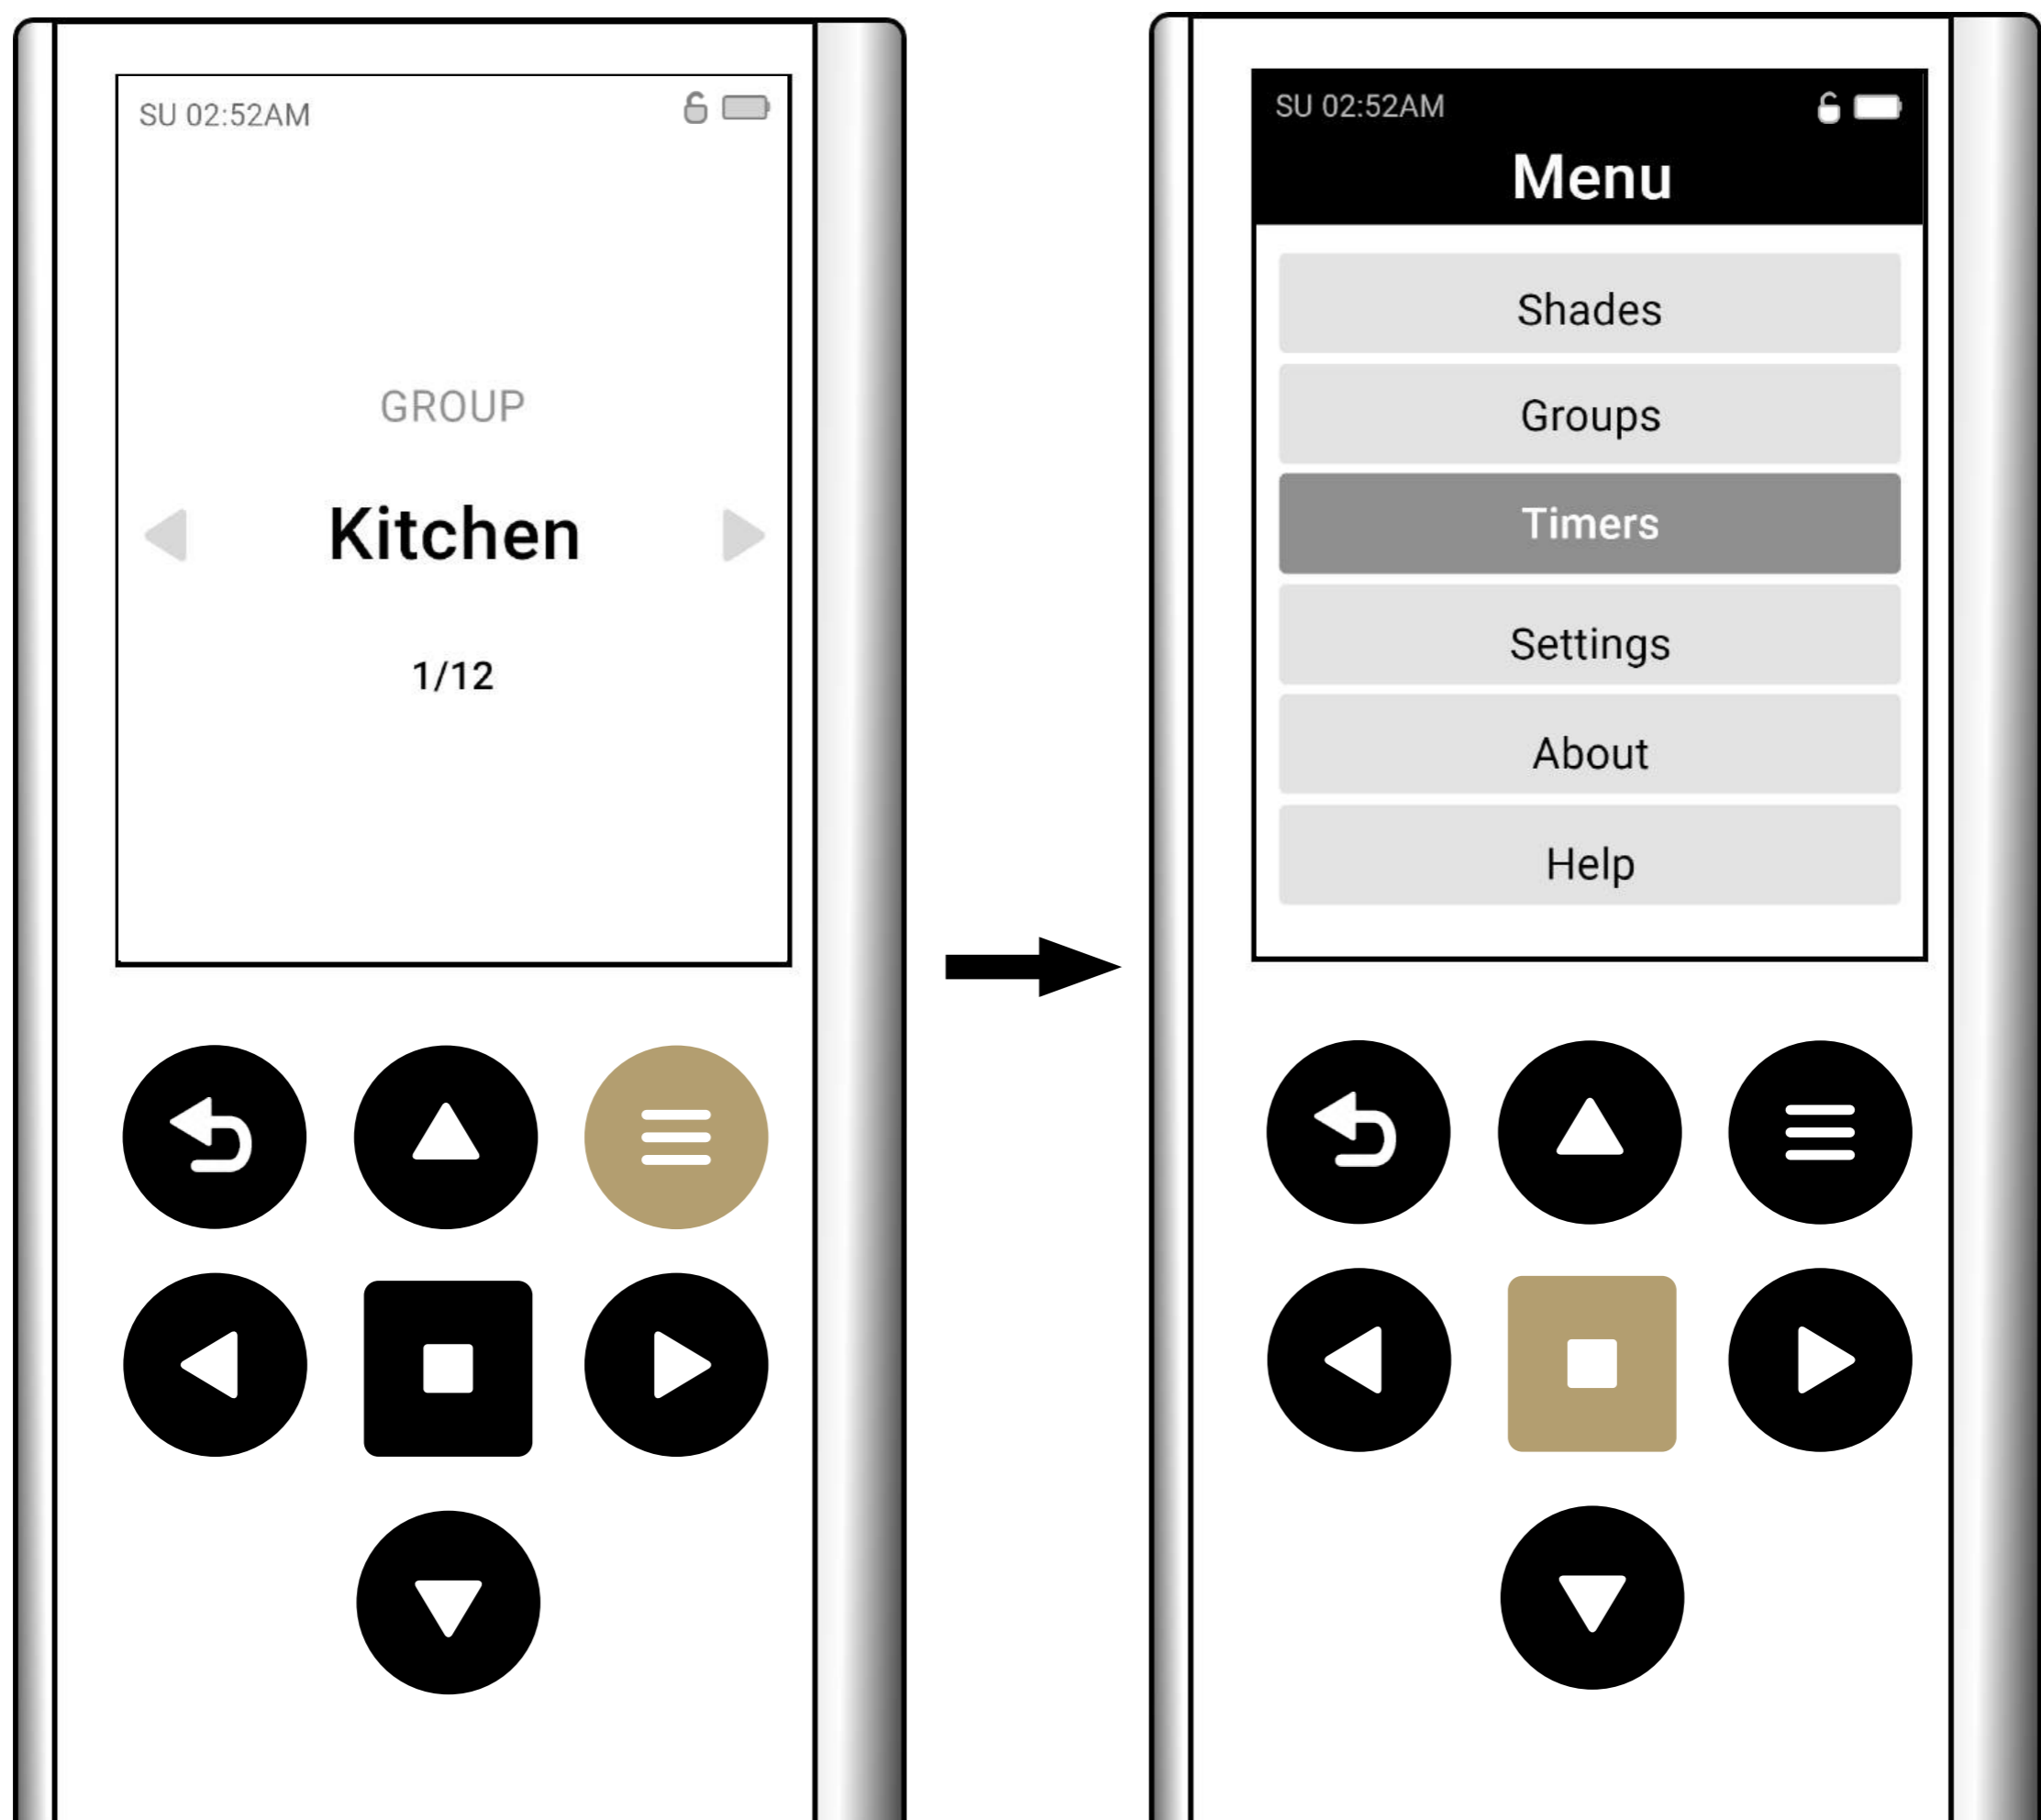 SU 02:52AM
GROUP
Kitchen
1/12
SU 02:52AM
Menu
Shades
Groups
Timers
Settings
About
Help